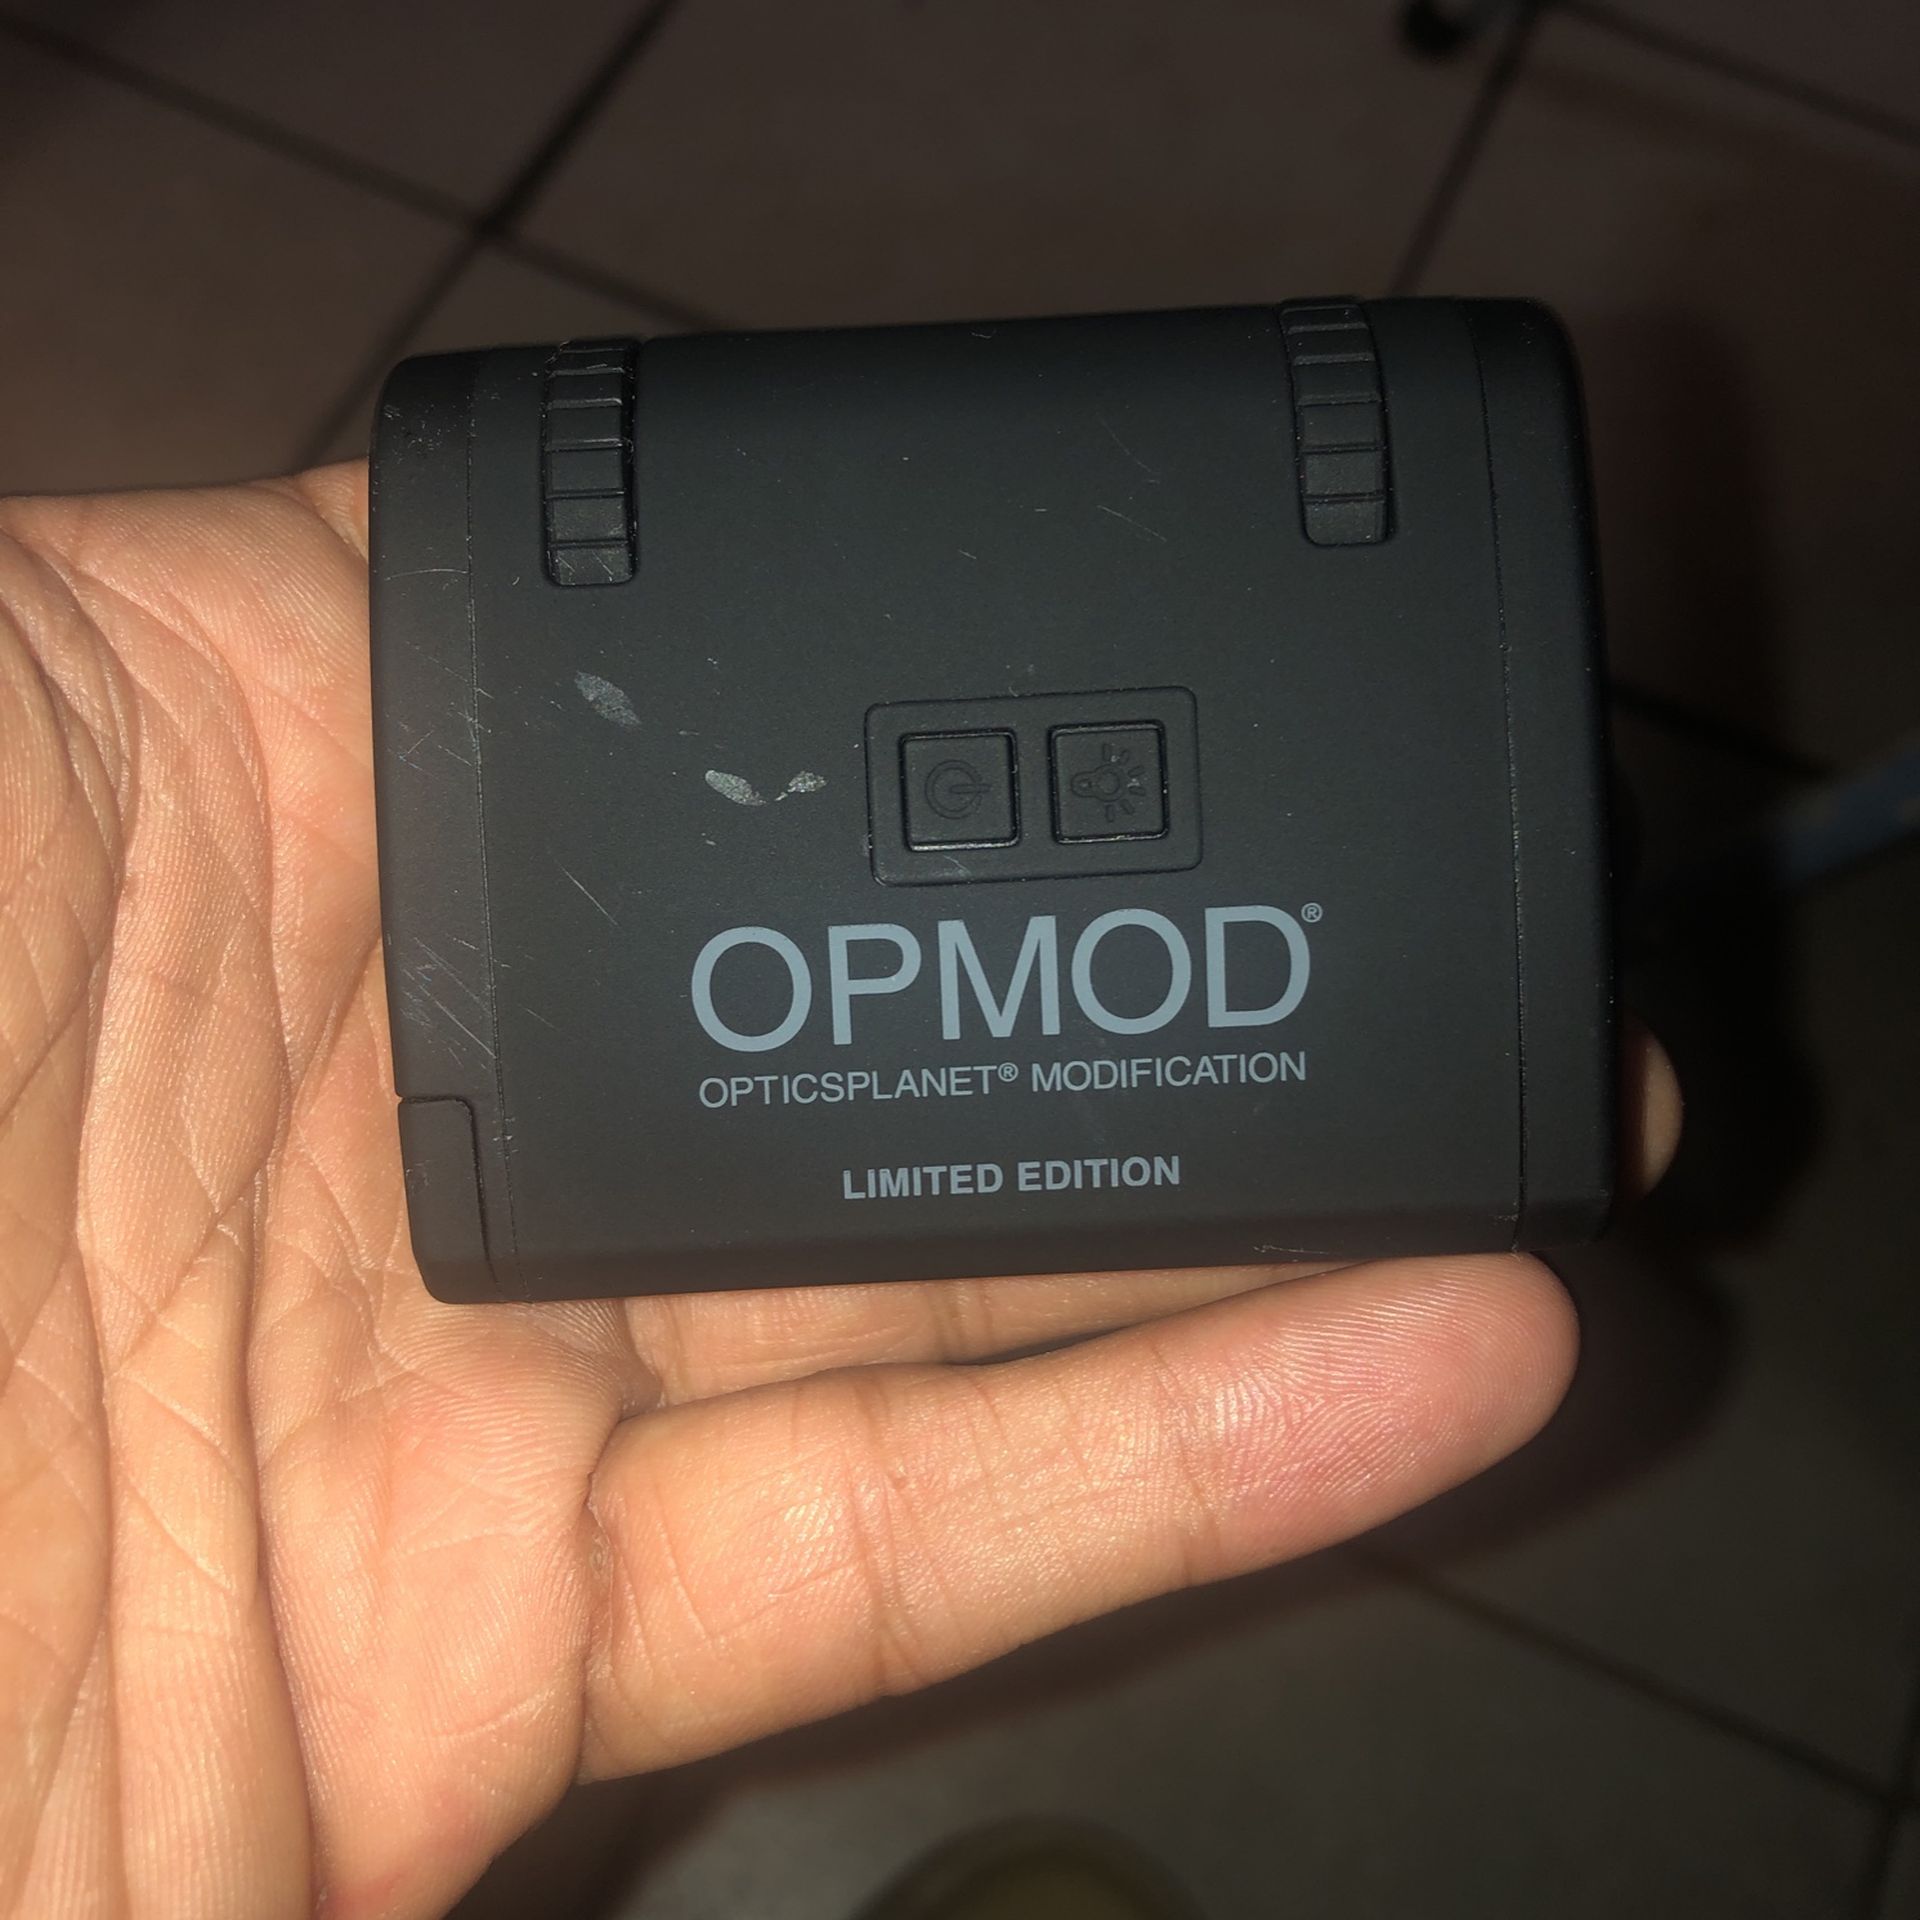 OPMOD®
OPTICSPLANET® MODIFICATION
LIMITED EDITION